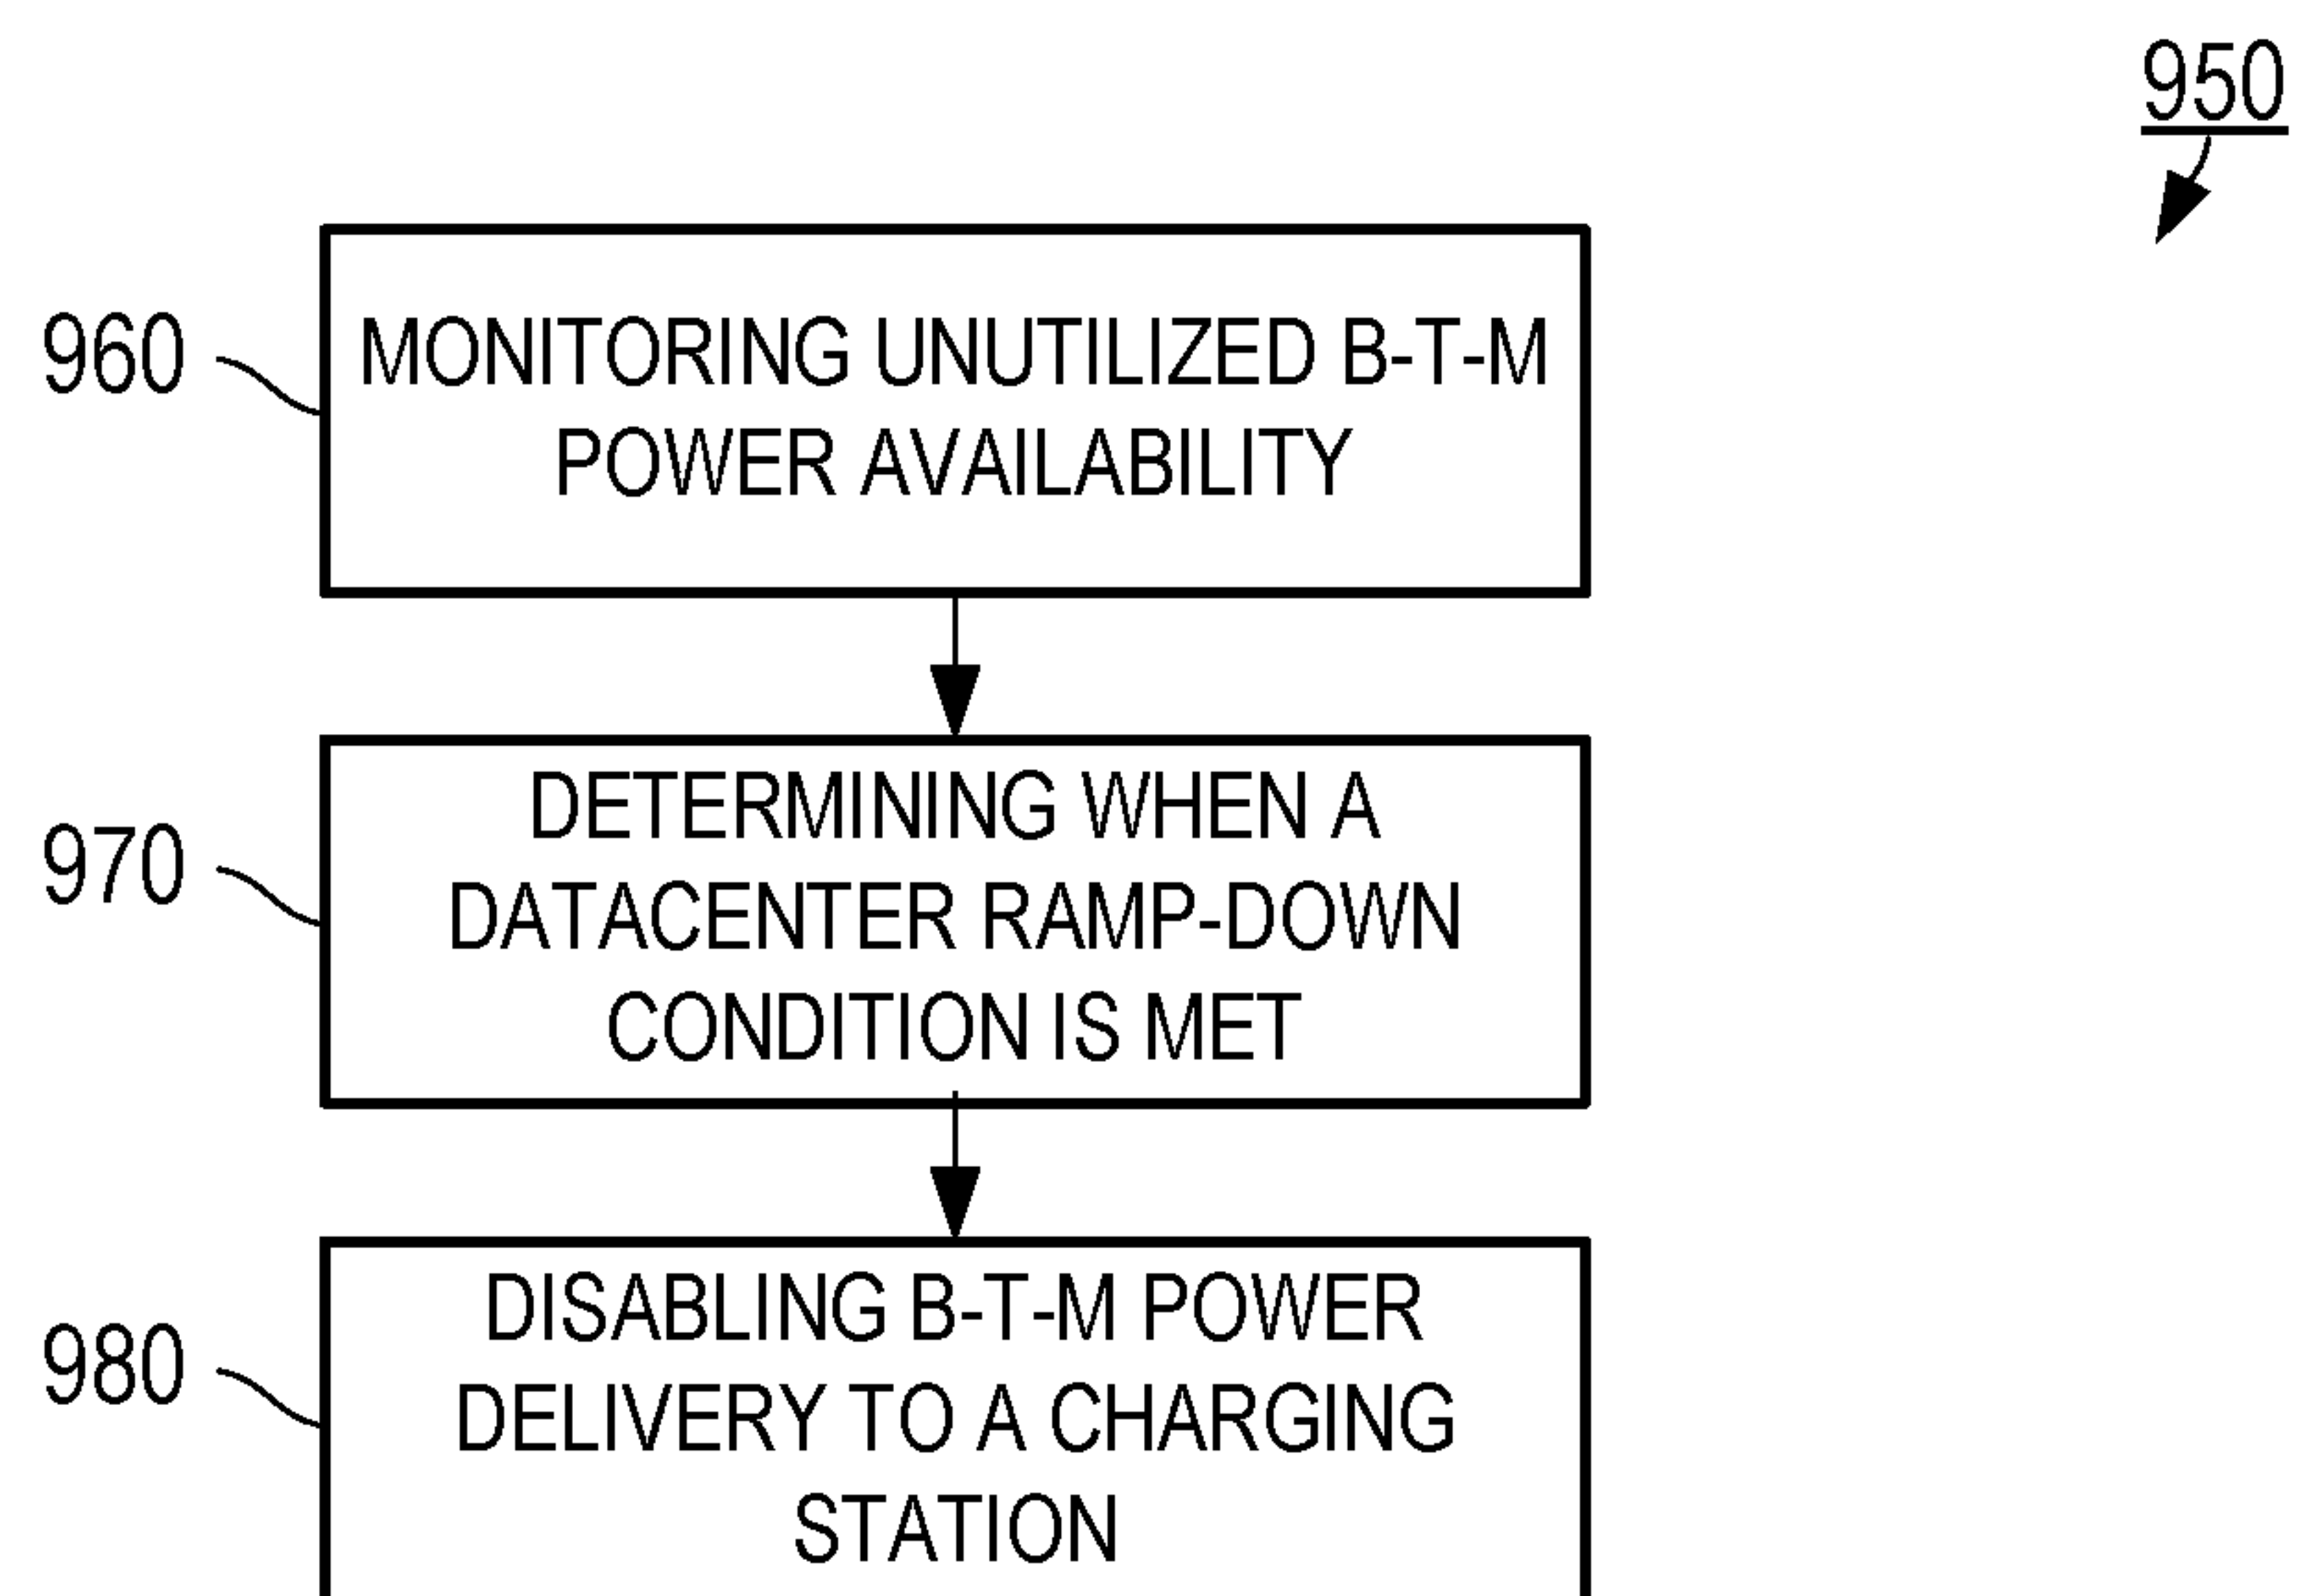 950
960
MONITORING UNUTILIZED B-T-M
POWER AVAILABILITY
970
DETERMINING WHEN A
DATACENTER RAMP-DOWN
CONDITION IS MET
980
DISABLING B-T-M POWER
DELIVERY TO A CHARGING
STATION